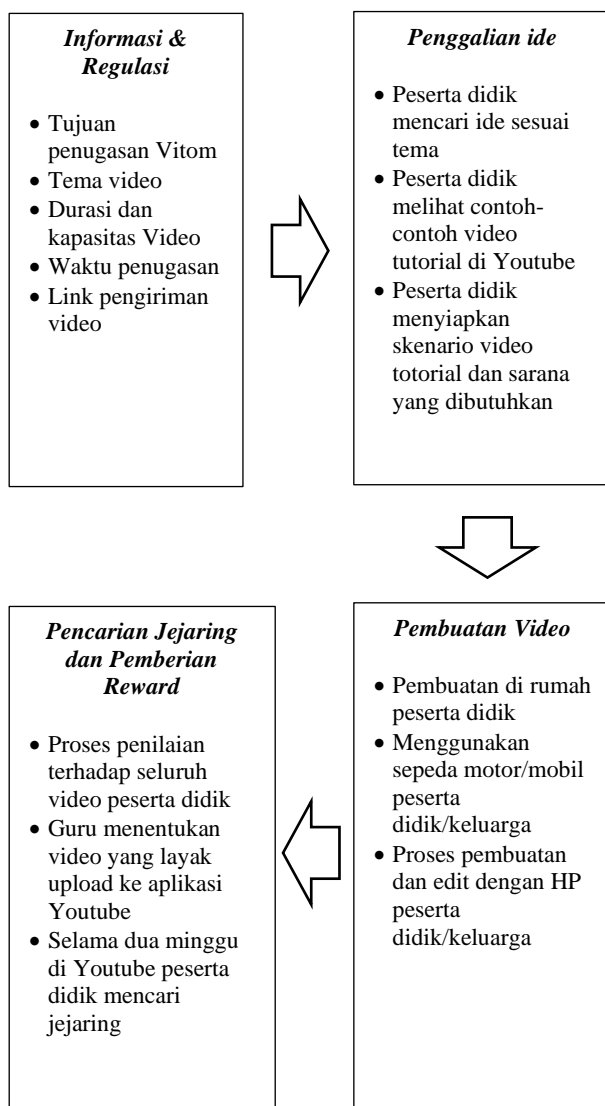 Informasi &
Regulasi
• Tujuan
penugasan Vitom
• Tema video
• Durasi dan
kapasitas Video
• Waktu penugasan
• Link pengiriman
video
Penggalian ide
• Peserta didik
mencari ide sesuai
tema
• Peserta didik
melihat contoh-
contoh video
tutorial di Youtube
• Peserta didik
menyiapkan
skenario video
totorial dan sarana
yang dibutuhkan
Pencarian Jejaring
dan Pemberian
Reward
• Proses penilaian
terhadap seluruh
video peserta didik
• Guru menentukan
video yang layak
upload ke aplikasi
Youtube
• Selama dua minggu
di Youtube peserta
didik mencari
jejaring
Pembuatan Video
• Pembuatan di rumah
peserta didik
• Menggunakan
sepeda motor/mobil
peserta
didik/keluarga
• Proses pembuatan
dan edit dengan HP
peserta
didik/keluarga